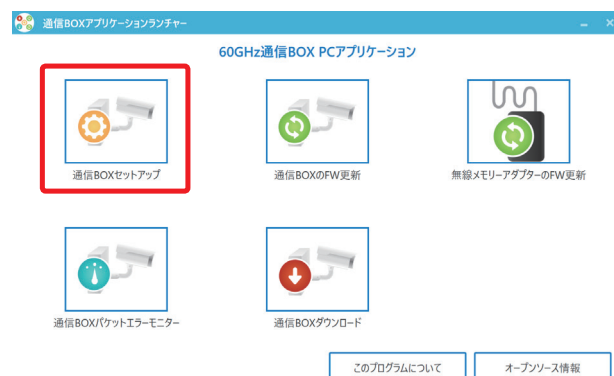 通信BOXアプリケーションランチャー
60GHz通信BOX PCアプリケーション
通信BOXセットアップ
通信BOXのFW更新
無線メモリーアダプターのFW更新
通信BOXパケットエラーモニター
通信BOXダウンロード
このプログラムについて
オープンソース情報